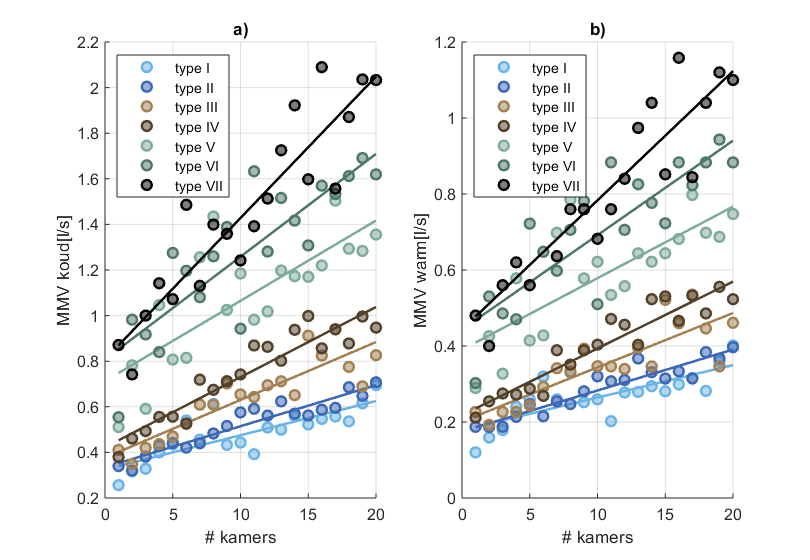 a)
2.2
2
1.8
1.6
1.4
1.2
1
0.8
0.6
0.4
0.2
MMV koud[l/s]
type I
type II
type III
type IV
type V
type VI
type VII
0 5 10 15 20
# kamers
b)
1.2
1
0.8
0.6
0.4
0.2
0
MMV warm[l/s]
type I
type II
type III
type IV
type V
type VI
type VII
0 5 10 15 20
# kamers